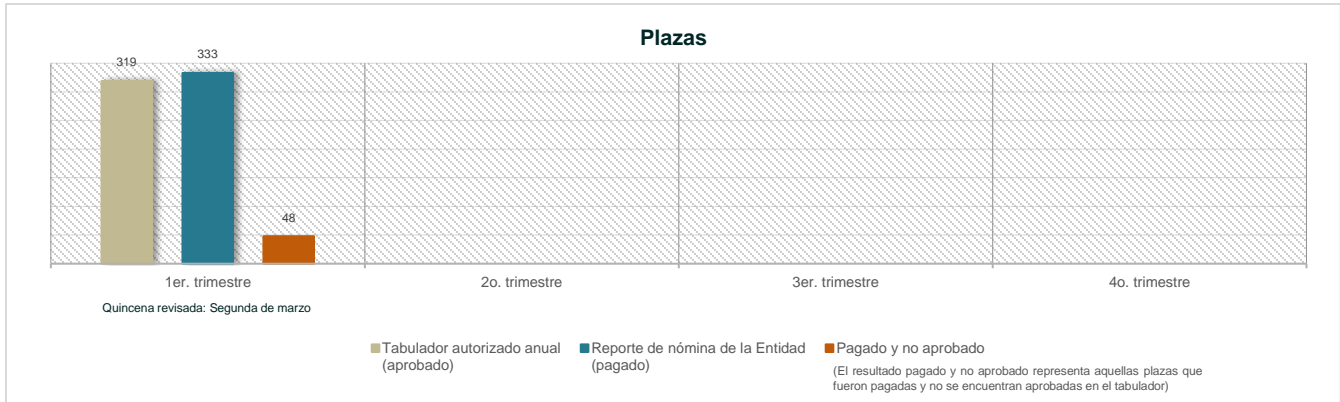 Plazas
319
333
48
1er. trimestre
2o. trimestre
3er. trimestre
4o. trimestre
Quincena revisada: Segunda de marzo
Tabulador autorizado anual
(aprobado)
Reporte de nómina de la Entidad
(pagado)
Pagado y no aprobado
(El resultado pagado y no aprobado representa aquellas plazas que
fueron pagadas y no se encuentran aprobadas en el tabulador)